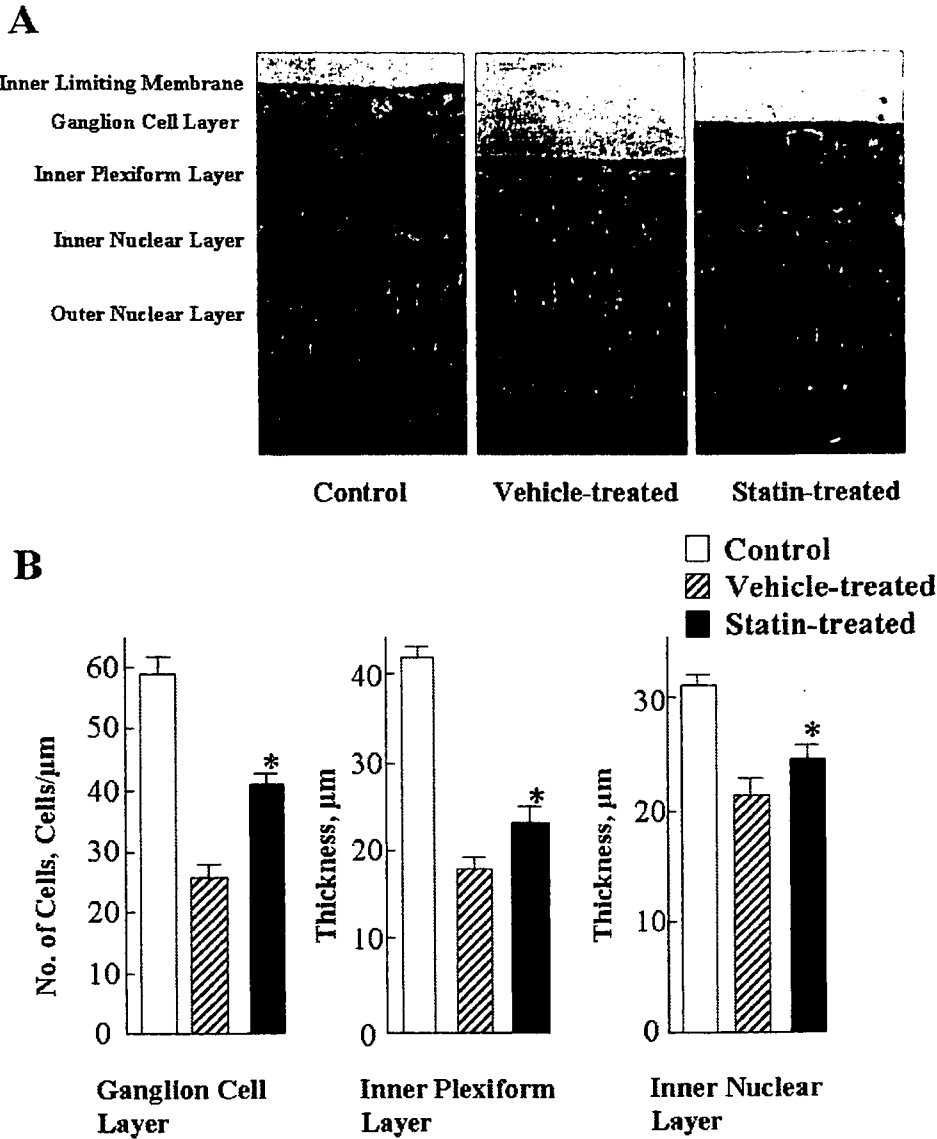 A
Inner Limiting Membrane
Ganglion Cell Layer
Inner Plexiform Layer
Inner Nuclear Layer
Outer Nuclear Layer
Control
Vehicle-treated
Statin-treated
B
Control
Vehicle-treated
Statin-treated
No. of Cells, Cells/µm
60
50
40
30
20
10
0
*
Ganglion Cell
Layer
Thickness, µm
40
30
20
10
0
*
Inner Plexiform
Layer
Thickness, µm
30
20
10
0
*
Inner Nuclear
Layer